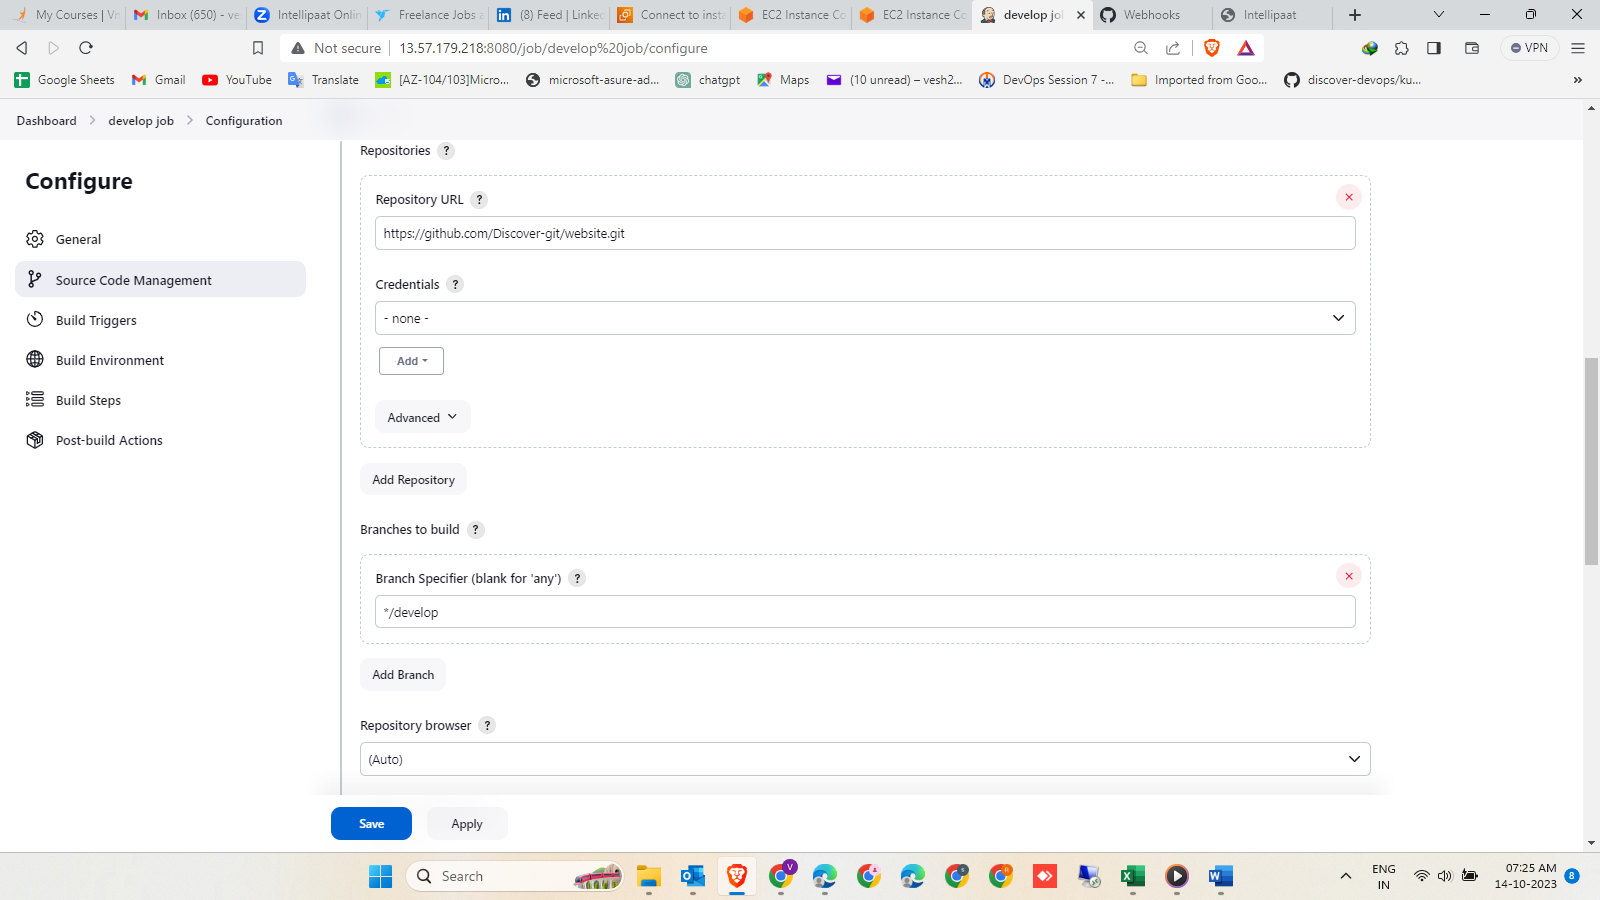 My Courses | Vn
Inbox (650) - ve
Intellipaat Onlin
Freelance Jobs a
(8) Feed | Linked
Connect to insta
EC2 Instance Co
EC2 Instance Co
develop jo
Webhooks
Intellipaat
Not secure
13.57.179.218:8080/job/develop%20job/configure
VPN
Google Sheets
Gmail
YouTube
Translate
[AZ-104/103]Micro...
microsoft-asure-ad...
chatgpt
Maps
(10 unread) – vesh2...
DevOps Session 7 -...
Imported from Goo...
discover-devops/ku...
»
Dashboard
develop job
Configuration
Configure
General
Source Code Management
Build Triggers
Build Environment
Build Steps
Post-build Actions
Repositories ?
Repository URL ?
https://github.com/Discover-git/website.git
Credentials ?
- none -
Add
Advanced
Add Repository
Branches to build ?
Branch Specifier (blank for 'any') ?
*/develop
Add Branch
Repository browser ?
(Auto)
Save
Apply
Search
ENG
IN
07:25 AM
14-10-2023
8